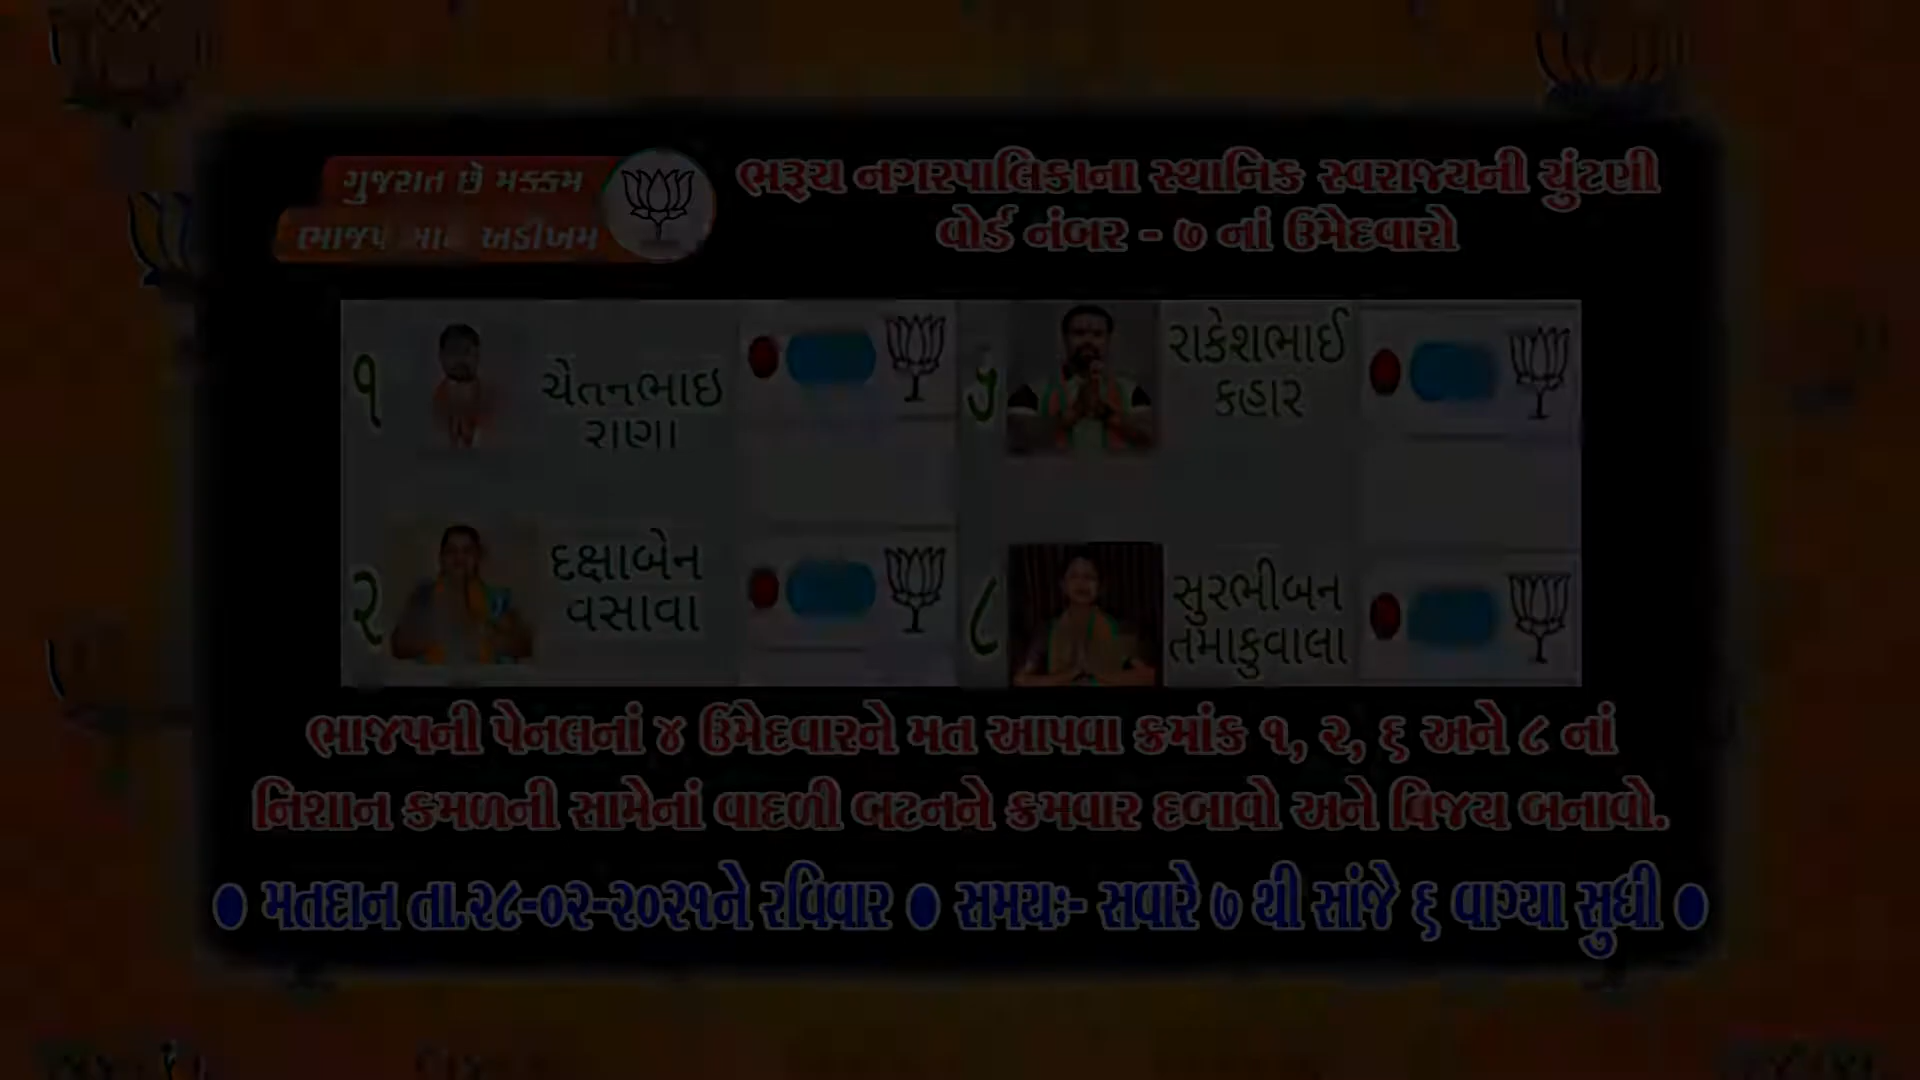 ગુજરાત છે મક્કમ
ભાજપ સાથે અડીખમ
ભરૂચ નગરપાલિકાના સ્થાનિક સ્વરાજ્યની ચુંટણી
વોર્ડ નંબર - ૭ નાં ઉમેદવારો
૧
ચેતનભાઇ
રાણા
રાકેશભાઈ
કહાર
૨
દક્ષાબેન
વસાવા
૮
સુરભીબેન
તમાકુવાલા
ભાજપની પેનલનાં ૪ ઉમેદવારને મત આપવા ક્રમાંક ૧, ૨, ૬ અને ૮ નાં
નિશાન કમળની સામેનાં વાદળી બટનને ક્રમવાર દબાવો અને વિજય બનાવો.
● મતદાન તા.૨૮-૦૨-૨૦૨૧ને રવિવાર ● સમયઃ- સવારે ૭ થી સાંજે ૬ વાગ્યા સુધી ●